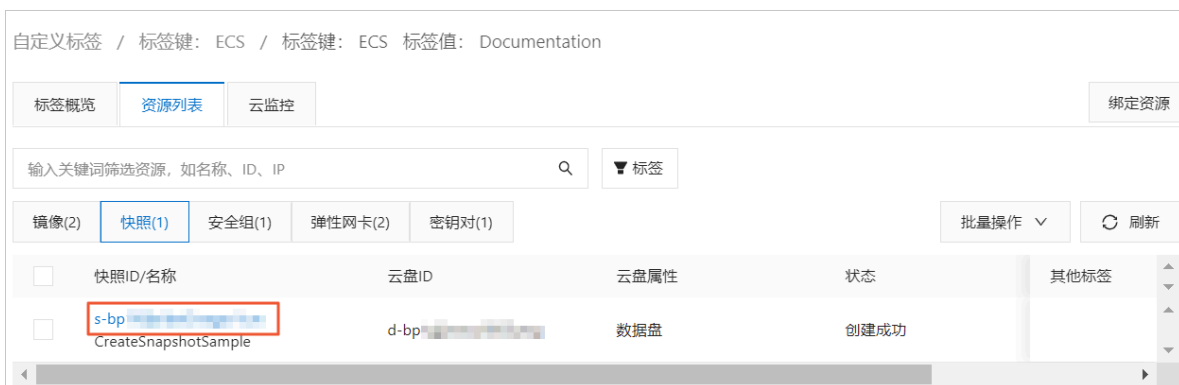 自定义标签 / 标签键: ECS / 标签键: ECS 标签值: Documentation
标签概览 资源列表 云监控 绑定资源
输入关键词筛选资源，如名称、ID、IP 标签
镜像(2) 快照(1) 安全组(1) 弹性网卡(2) 密钥对(1) 批量操作 刷新
快照ID/名称 云盘ID 云盘属性 状态 其他标签
s-bp d-bp 数据盘 创建成功
CreateSnapshotSample